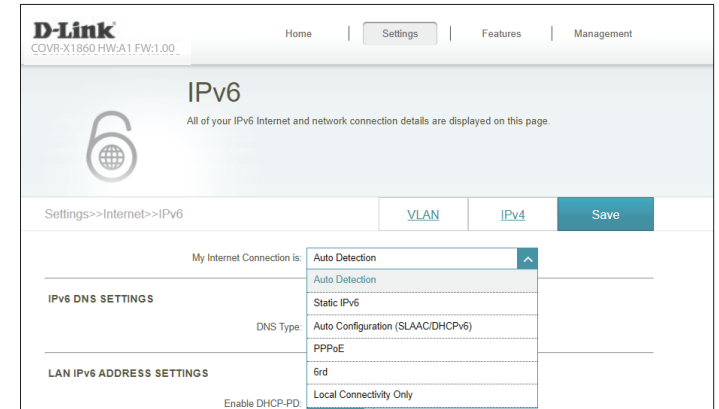 D-Link
COVR-X1860 HW:A1 FW:1.00
Home | Settings | Features | Management
IPv6
All of your IPv6 Internet and network connection details are displayed on this page.
Settings>>Internet>>IPv6
VLAN
IPv4
Save
My Internet Connection is: Auto Detection
Auto Detection
IPv6 DNS SETTINGS
Static IPv6
DNS Type: Auto Configuration (SLAAC/DHCPv6)
PPPoE
LAN IPv6 ADDRESS SETTINGS
6rd
Local Connectivity Only
Enable DHCP-PD: